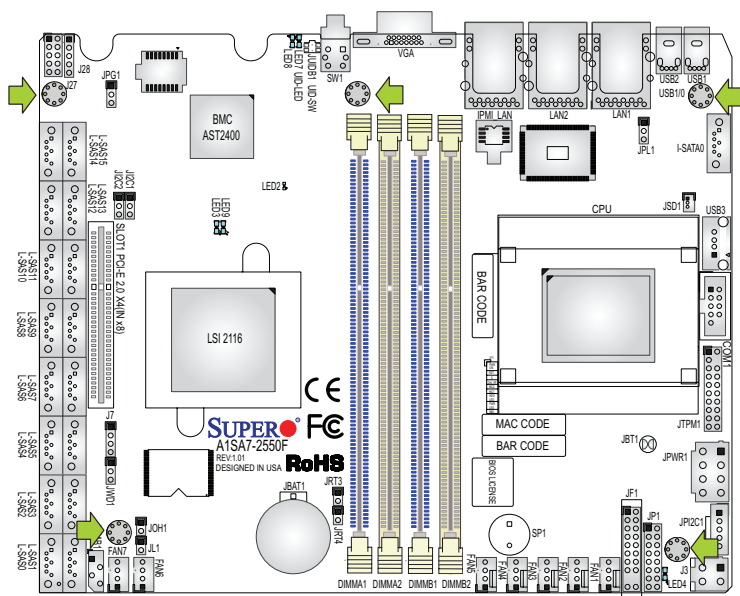 J28
J27
JPG1
LED8
LED7
UID-LED
JUIDB1
UID-SW
SW1
VGA
USB2
USB1
USB1/0
IPMI_LAN
LAN2
LAN1
JPL1
I-SATA0
BMC
AST2400
L-SAS15
L-SAS14
L-SAS13
L-SAS12
JI2C2
JI2C1
LED2
LED9
LED3
JSD1
CPU
USB3
SLOT1 PCI-E 2.0 X4(IN x8)
L-SAS11
L-SAS10
BAR CODE
LSI 2116
L-SAS9
L-SAS8
COM1
L-SAS7
L-SAS6
CE
FC
SUPER
A1SA7-2550F
REV:1.01
DESIGNED IN USA
RoHS
MAC CODE
BAR CODE
JTPM1
J7
JBT1
L-SAS5
L-SAS4
JPWR1
BIOS LICENSE
JWD1
JBAT1
JRT3
JRT4
JF1
JP1
L-SAS3
L-SAS2
JOH1
JL1
SP1
JPI2C1
L-SAS1
L-SAS0
FAN7
FAN6
DIMMA1
DIMMA2
DIMMB1
DIMMB2
FAN5
FAN4
FAN3
FAN2
FAN1
J3
LED4